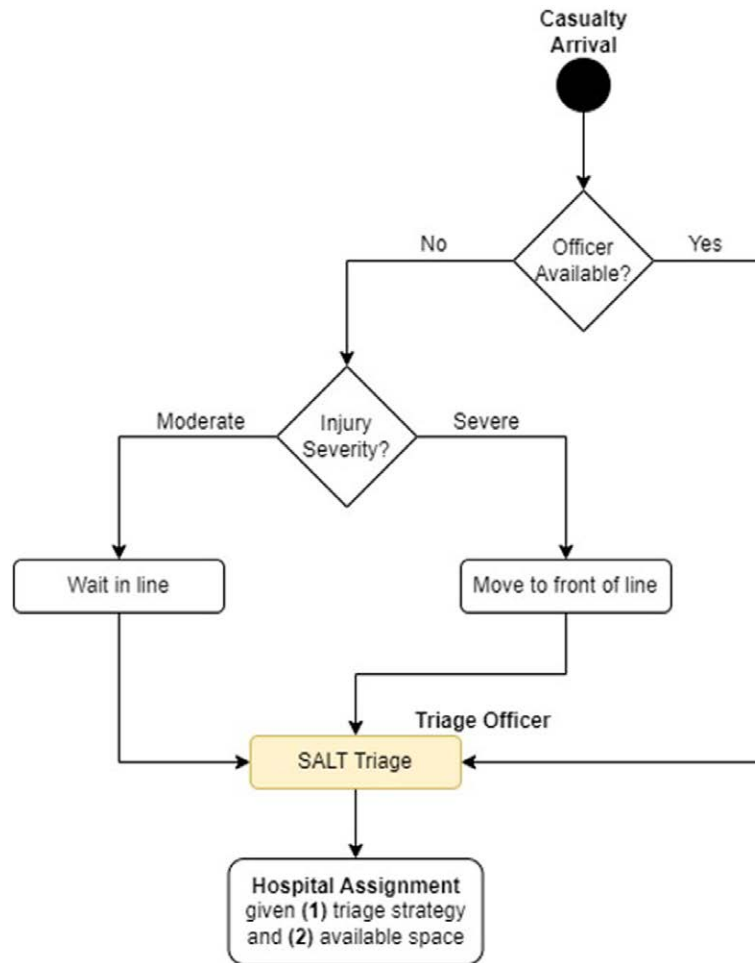 Casualty
Arrival
Officer
Available?
No
Yes
Injury
Severity?
Moderate
Severe
Wait in line
Move to front of line
Triage Officer
SALT Triage
Hospital Assignment
given (1) triage strategy
and (2) available space